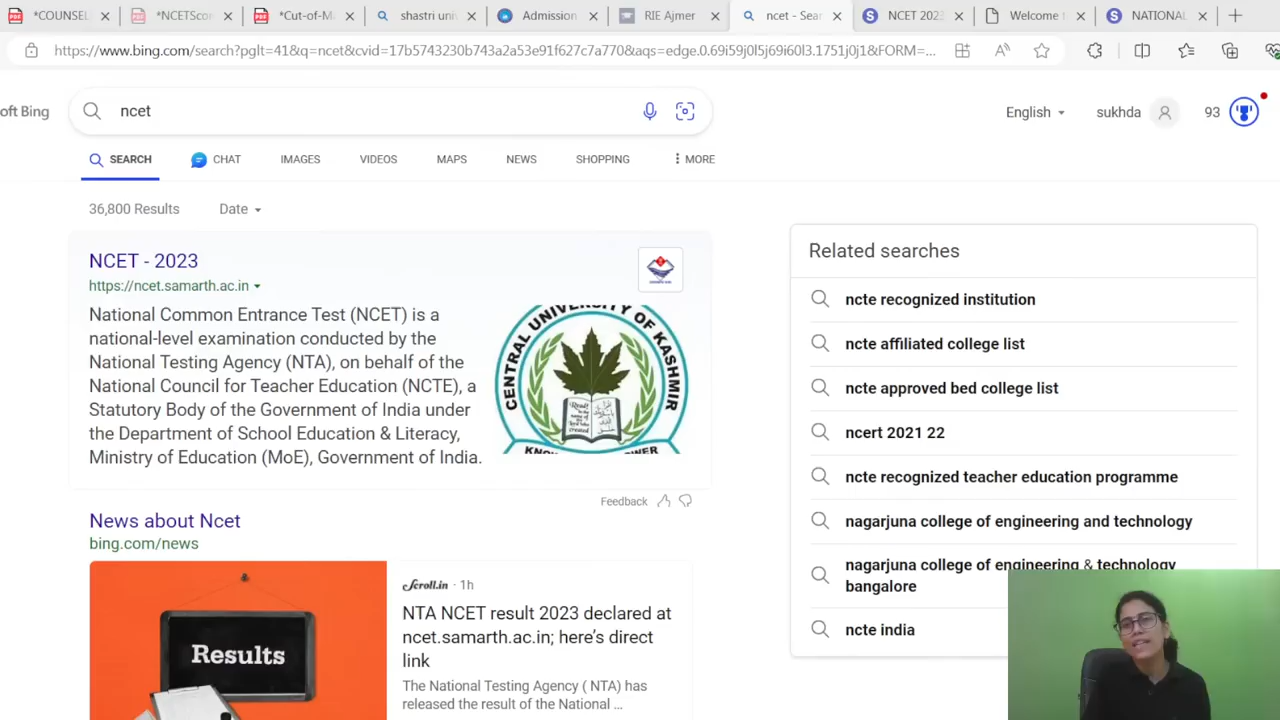 *COUNSEL
*NCETScor
*Cut-of-M
shastri uni
Admission
RIE Ajmer
ncet - Sear
NCET 2023
Welcome
NATIONAL
https://www.bing.com/search?pglt=41&q=ncet&cvid=17b5743230b743a2a53e91f627c7a770&aqs=edge.0.69i59j0l5j69i60l3.1751j0j1&FORM=...
oft Bing
ncet
English
sukhda
93
SEARCH
CHAT
IMAGES
VIDEOS
MAPS
NEWS
SHOPPING
MORE
36,800 Results
Date
NCET - 2023
https://ncet.samarth.ac.in
National Common Entrance Test (NCET) is a
national-level examination conducted by the
National Testing Agency (NTA), on behalf of the
National Council for Teacher Education (NCTE), a
Statutory Body of the Government of India under
the Department of School Education & Literacy,
Ministry of Education (MoE), Government of India.
CENTRAL UNIVERSITY OF KASHMIR
Feedback
News about Ncet
bing.com/news
Results
Scroll.in · 1h
NTA NCET result 2023 declared at
ncet.samarth.ac.in; here's direct
link
The National Testing Agency ( NTA) has
released the result of the National ...
Related searches
ncte recognized institution
ncte affiliated college list
ncte approved bed college list
ncert 2021 22
ncte recognized teacher education programme
nagarjuna college of engineering and technology
nagarjuna college of engineering & technology
bangalore
ncte india